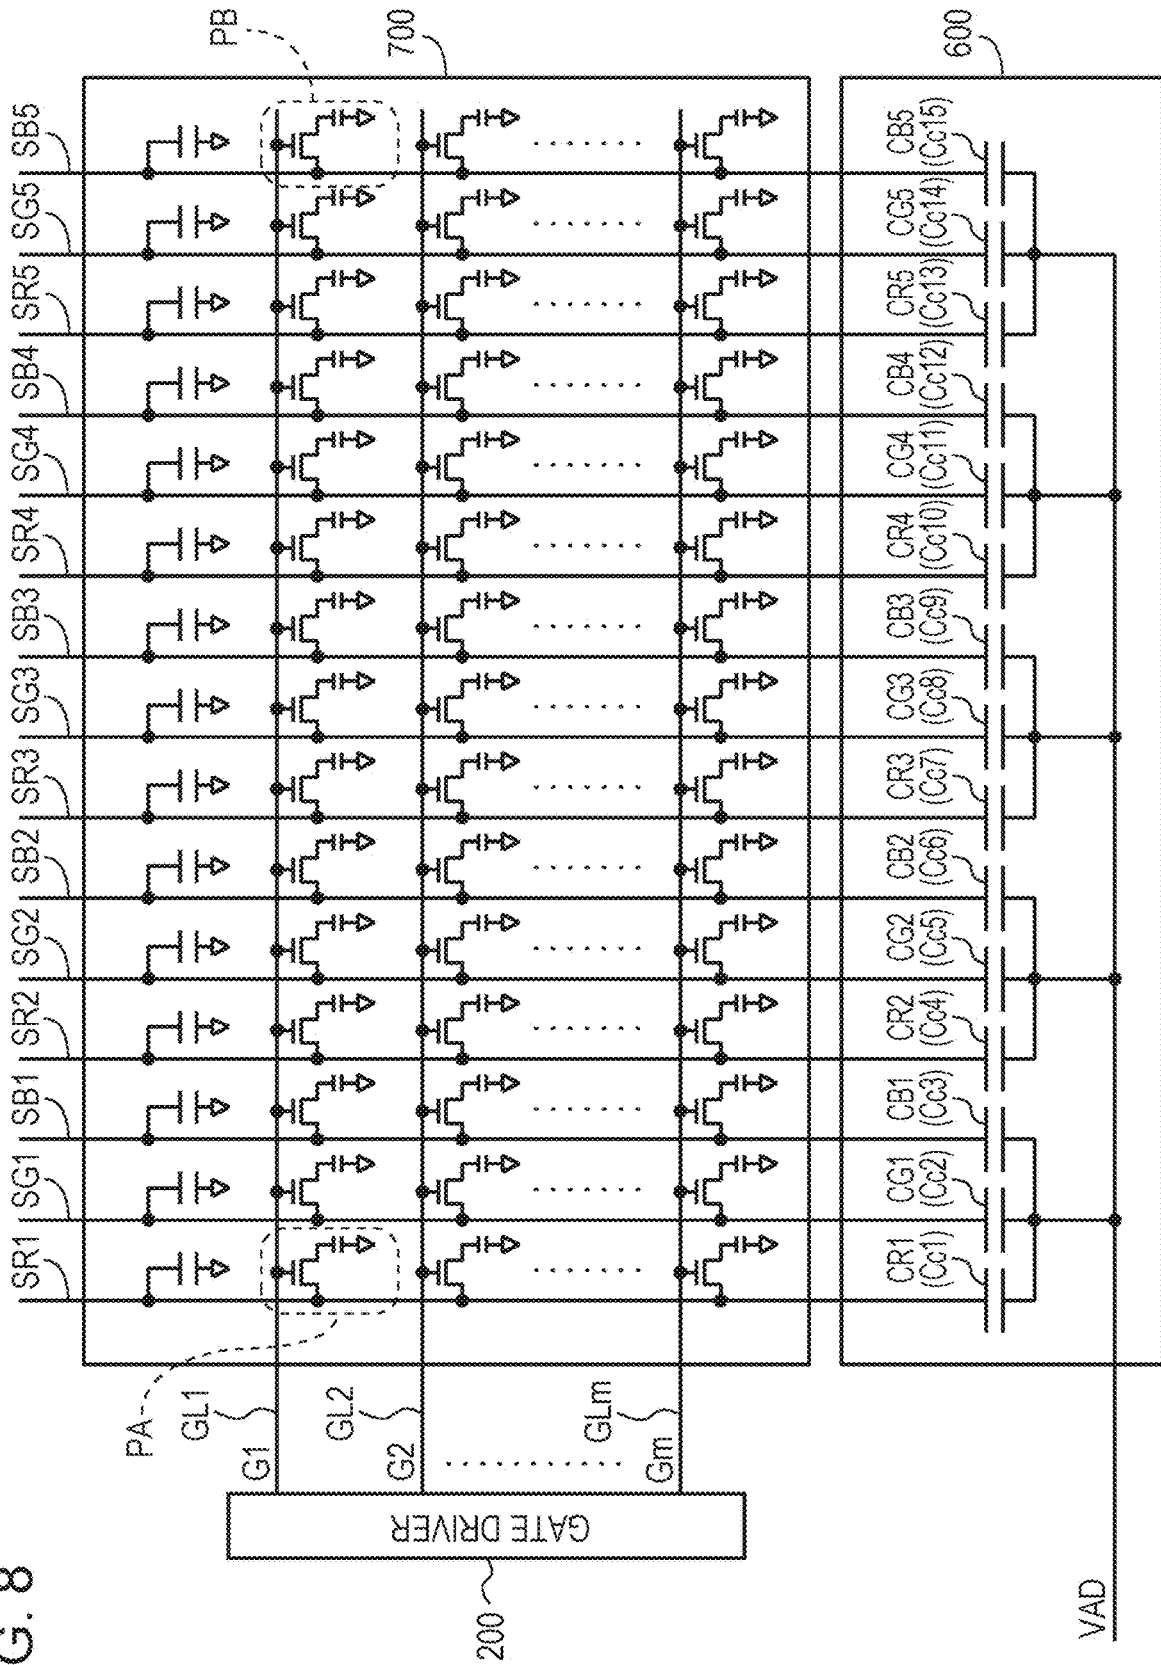 G. 8
SR1
SG1
SB1
SR2
SG2
SB2
SR3
SG3
SB3
SR4
SG4
SB4
SR5
SG5
SB5
PA
PB
700
GL1
G1
GL2
G2
GLm
Gm
GATE DRIVER
200
600
CR1
(Cc1)
CG1
(Cc2)
CB1
(Cc3)
CR2
(Cc4)
CG2
(Cc5)
CB2
(Cc6)
CR3
(Cc7)
CG3
(Cc8)
CB3
(Cc9)
CR4
(Cc10)
CG4
(Cc11)
CB4
(Cc12)
CR5
(Cc13)
CG5
(Cc14)
CB5
(Cc15)
VAD